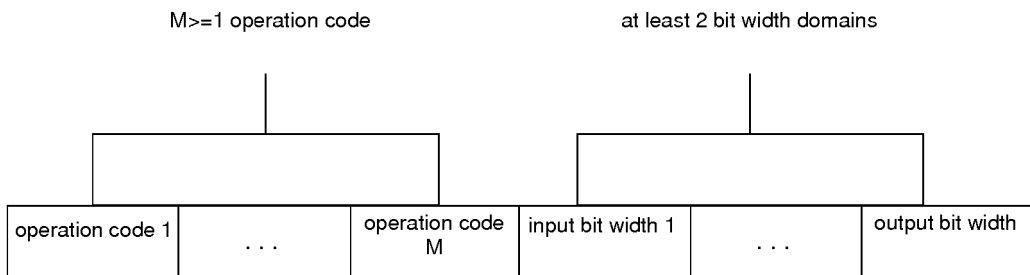 M>=1 operation code
at least 2 bit width domains
operation code 1
. . .
operation code
M
input bit width 1
. . .
output bit width